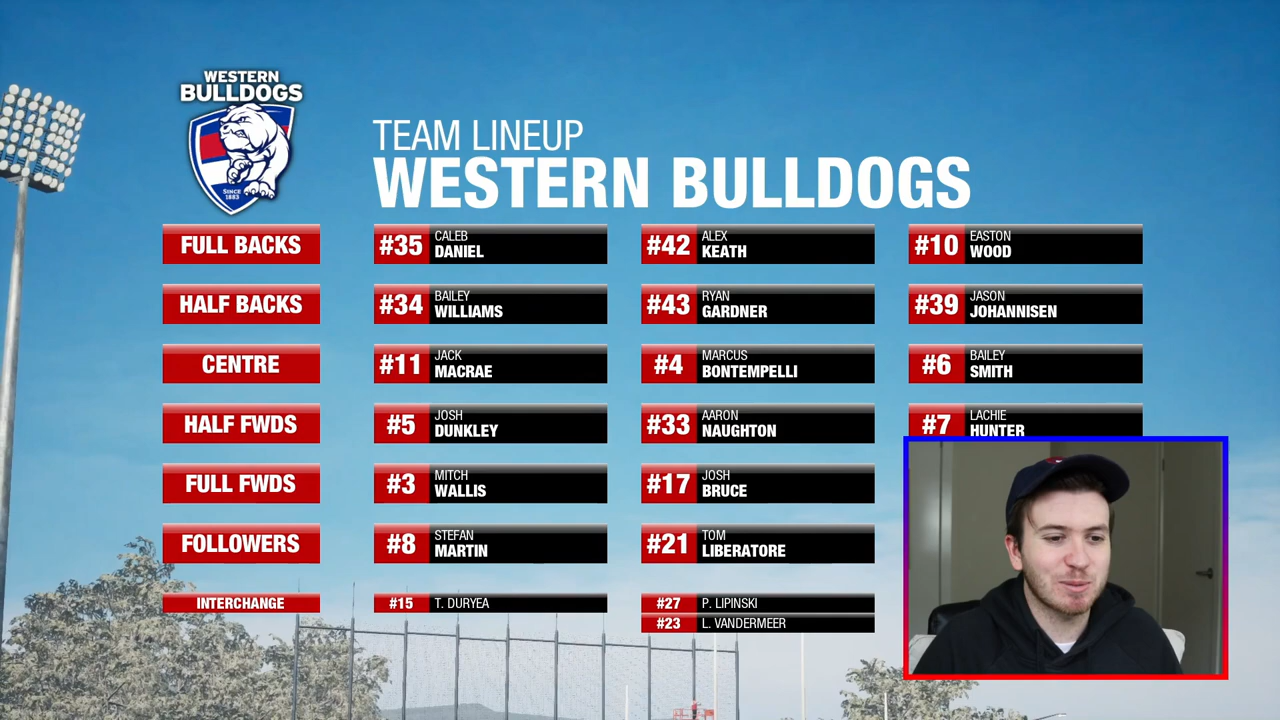 WESTERN
BULLDOGS
SINCE
1883
TEAM LINEUP
WESTERN BULLDOGS
FULL BACKS #35 CALEB DANIEL #42 ALEX KEATH #10 EASTON WOOD
HALF BACKS #34 BAILEY WILLIAMS #43 RYAN GARDNER #39 JASON JOHANNISEN
CENTRE #11 JACK MACRAE #4 MARCUS BONTEMPELLI #6 BAILEY SMITH
HALF FWDS #5 JOSH DUNKLEY #33 AARON NAUGHTON #7 LACHIE HUNTER
FULL FWDS #3 MITCH WALLIS #17 JOSH BRUCE
FOLLOWERS #8 STEFAN MARTIN #21 TOM LIBERATORE
INTERCHANGE #15 T. DURYEA #27 P. LIPINSKI
#23 L. VANDERMEER